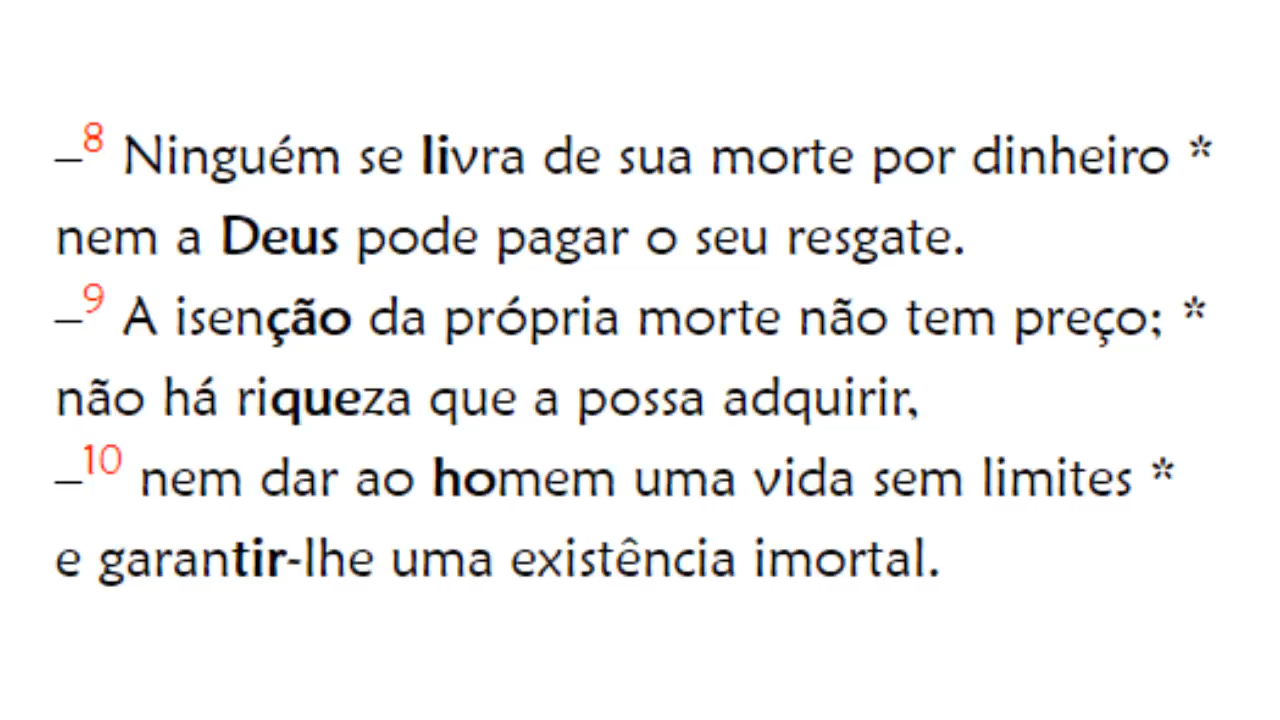 –8 Ninguém se livra de sua morte por dinheiro *
nem a Deus pode pagar o seu resgate.
–9 A isenção da própria morte não tem preço; *
não há riqueza que a possa adquirir,
–10 nem dar ao homem uma vida sem limites *
e garantir-lhe uma existência imortal.